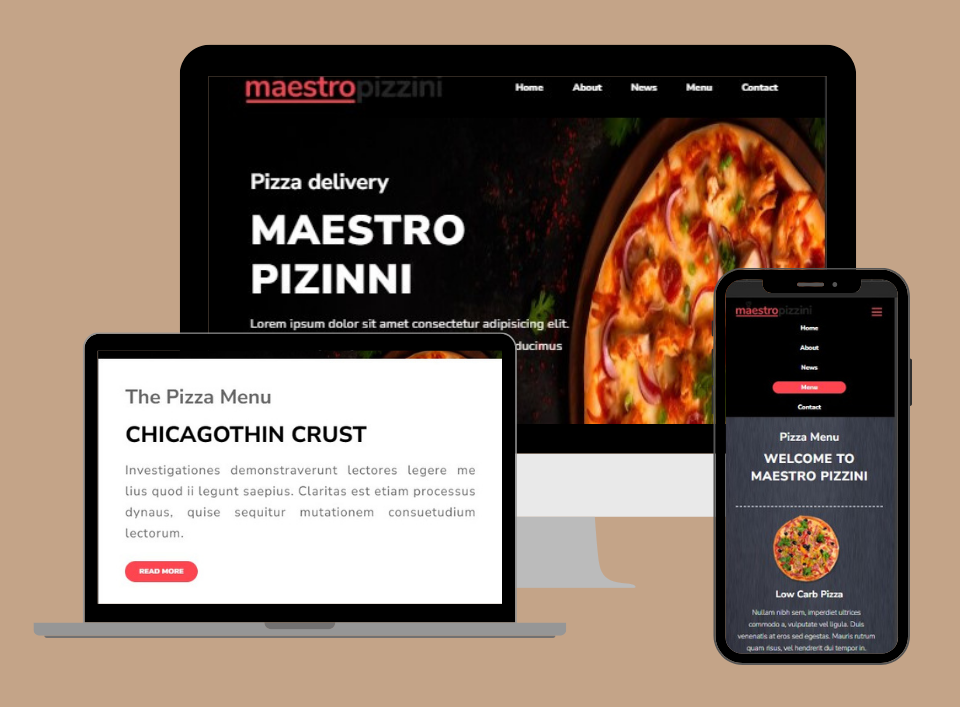 maestropizzini
Home About News Menu Contact
Pizza delivery
MAESTRO
PIZINNI
Lorem ipsum dolor sit amet consectetur adipisicing elit.
ducimus
The Pizza Menu
CHICAGOTHIN CRUST
Investigationes demonstraverunt lectores legere me
lius quod ii legunt saepius. Claritas est etiam processus
dynaus, quise sequitur mutationem consuetudium
lectorum.
READ MORE
maestropizzini
Home
About
News
Menu
Contact
Pizza Menu
WELCOME TO
MAESTRO PIZZINI
Low Carb Pizza
Nullam nibh sem, imperdiet ultrices
commodo a, vulputate vel ligula. Duis
venenatis at eros sed egestas. Mauris rutrum
quam risus, vel hendrerit dui tempor in.